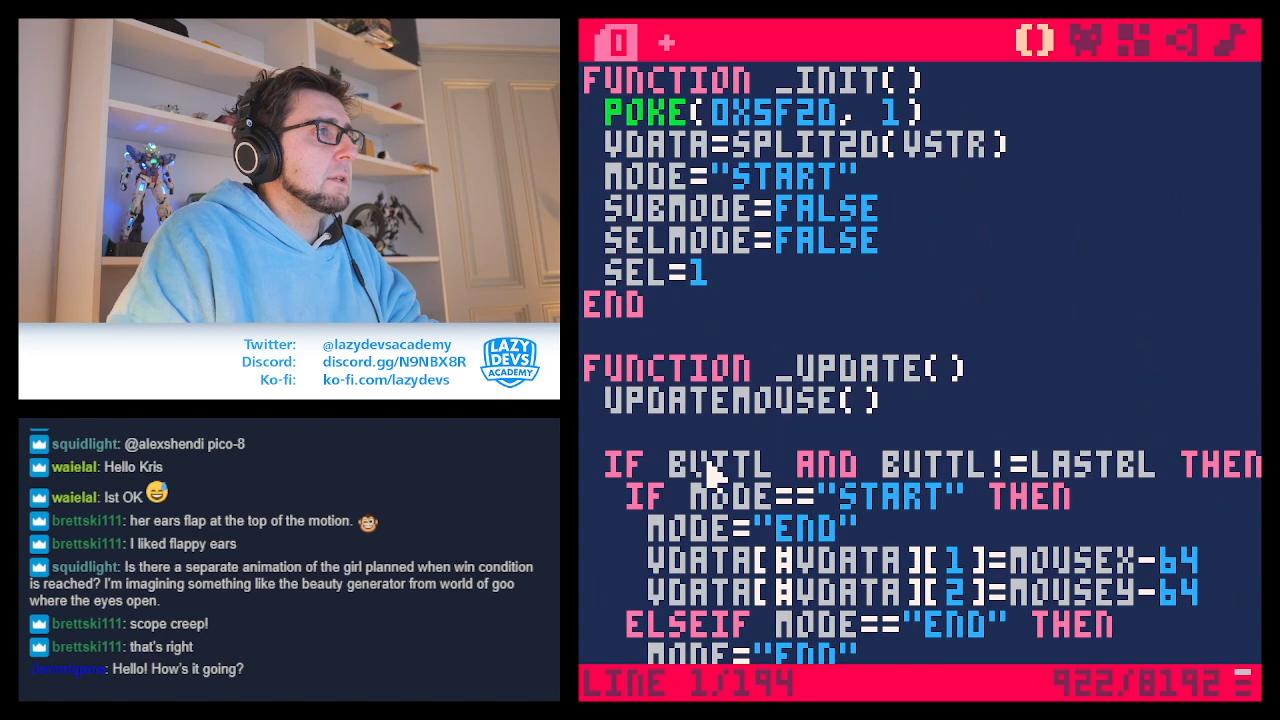 Twitter: @lazydevsacademy
Discord: discord.gg/N9NBX8R
Ko-fi: ko-fi.com/lazydevs
LAZY
DEVS
ACADEMY
squidlight: @alexshendi pico-8
waielal: Hello Kris
waielal: Ist OK
brettski111: her ears flap at the top of the motion.
brettski111: I liked flappy ears
squidlight: Is there a separate animation of the girl planned when win condition
is reached? I'm imagining something like the beauty generator from world of goo
where the eyes open.
brettski111: scope creep!
brettski111: that's right
: Hello! How's it going?
0 +
FUNCTION _INIT()
POKE(0X5F2D, 1)
VDATA=SPLIT2D(VSTR)
MODE="START"
SUBMODE=FALSE
SELMODE=FALSE
SEL=1
END
FUNCTION _UPDATE()
UPDATEMOUSE()
IF BUTTL AND BUTTL!=LASTBL THEN
IF MODE=="START" THEN
MODE="END"
VDATA[#VDATA][1]=MOUSEX-64
VDATA[#VDATA][2]=MOUSEY-64
ELSEIF MODE=="END" THEN
MODE="END"
LINE 1/194 922/8192